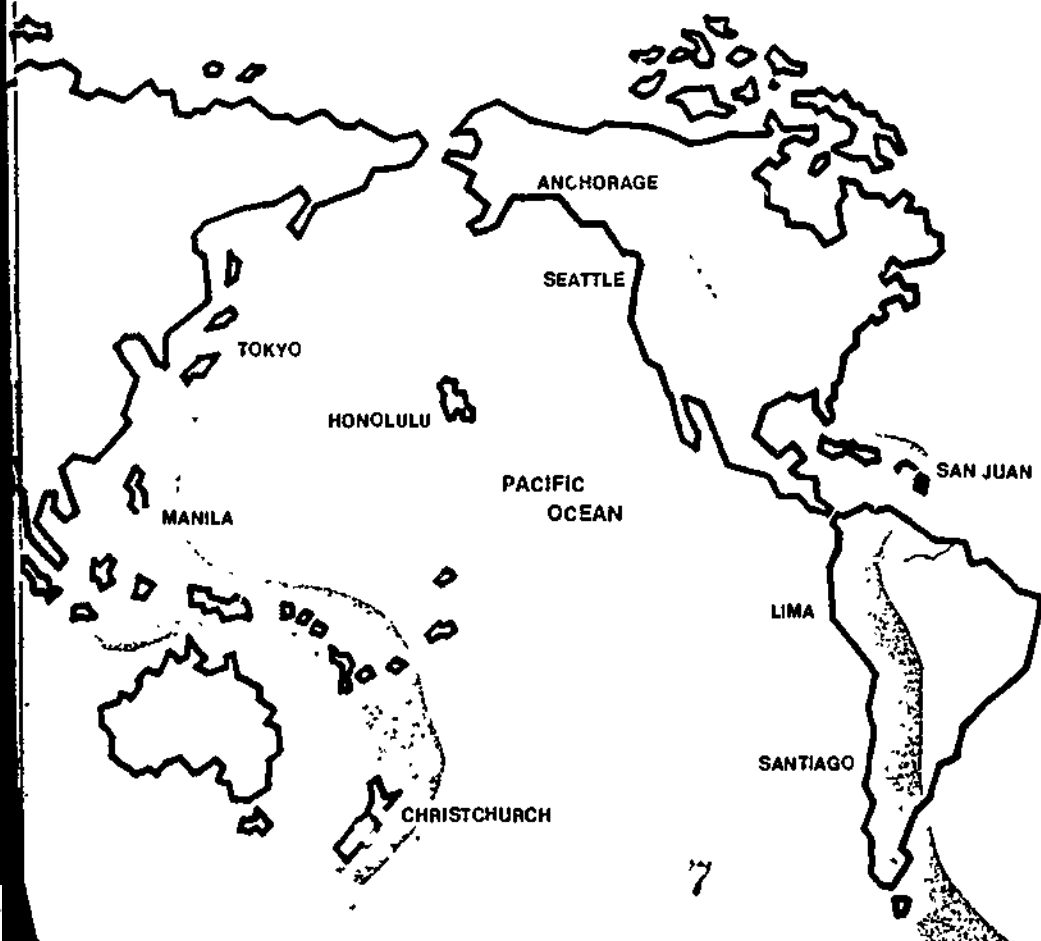 ANCHORAGE
SEATTLE
TOKYO
HONOLULU
SAN JUAN
PACIFIC
OCEAN
MANILA
LIMA
SANTIAGO
CHRISTCHURCH
7